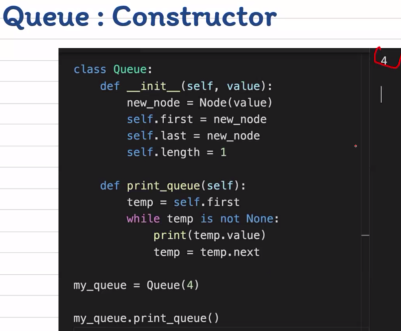 Queue : Constructor
class Queue:
    def __init__(self, value):
        new_node = Node(value)
        self.first = new_node
        self.last = new_node
        self.length = 1
    def print_queue(self):
        temp = self.first
        while temp is not None:
            print(temp.value)
            temp = temp.next
my_queue = Queue(4)
my_queue.print_queue()
4